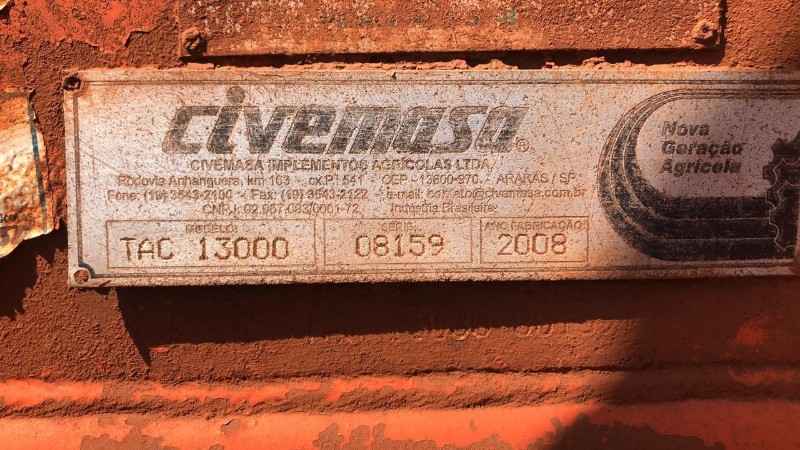 civemasa®
CIVEMASA IMPLEMENTOS AGRÍCOLAS LTDA.
Rodovia Anhanguera, km 163 - cx.P. 541 - CEP - 13600-970 - ARARAS / SP
Fone: (19) 3543-2100 - Fax: (19) 3543-2122 - e-mail: contato@civemasa.com.br
CNPJ: 02.967.093/0001-72 - Indústria Brasileira
MODELO: SÉRIE: ANO FABRICAÇÃO:
TAC 13000 08159 2008
Nova
Geração
Agrícola